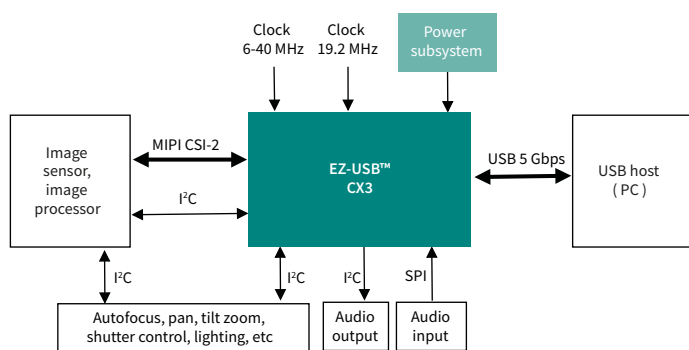 Clock
6-40 MHz
Clock
19.2 MHz
Power
subsystem
Image
sensor,
image
processor
MIPI CSI-2
I²C
EZ-USB™
CX3
USB 5 Gbps
USB host
( PC )
I²C
I²C
I²C
SPI
Autofocus, pan, tilt zoom,
shutter control, lighting, etc
Audio
output
Audio
input